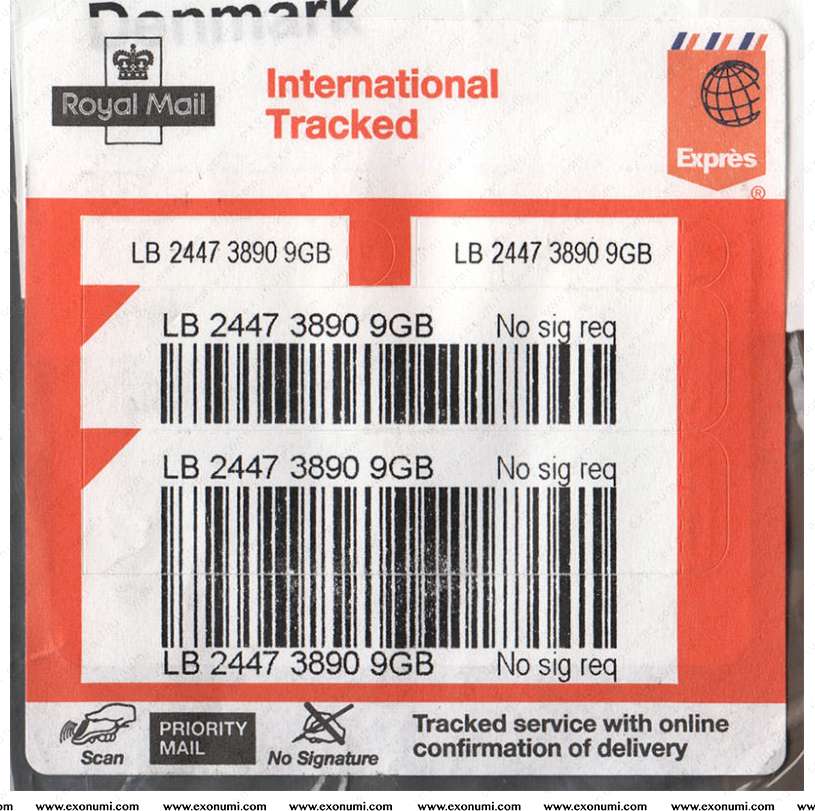 Denmark
Royal Mail
International
Tracked
Exprès
®
LB 2447 3890 9GB
LB 2447 3890 9GB
LB 2447 3890 9GB No sig req
LB 2447 3890 9GB No sig req
LB 2447 3890 9GB No sig req
Scan
PRIORITY
MAIL
No Signature
Tracked service with online
confirmation of delivery
om www.exonumi.com www.exonumi.com www.exonumi.com www.exonumi.com www.exonumi.com www.exonumi.com ww